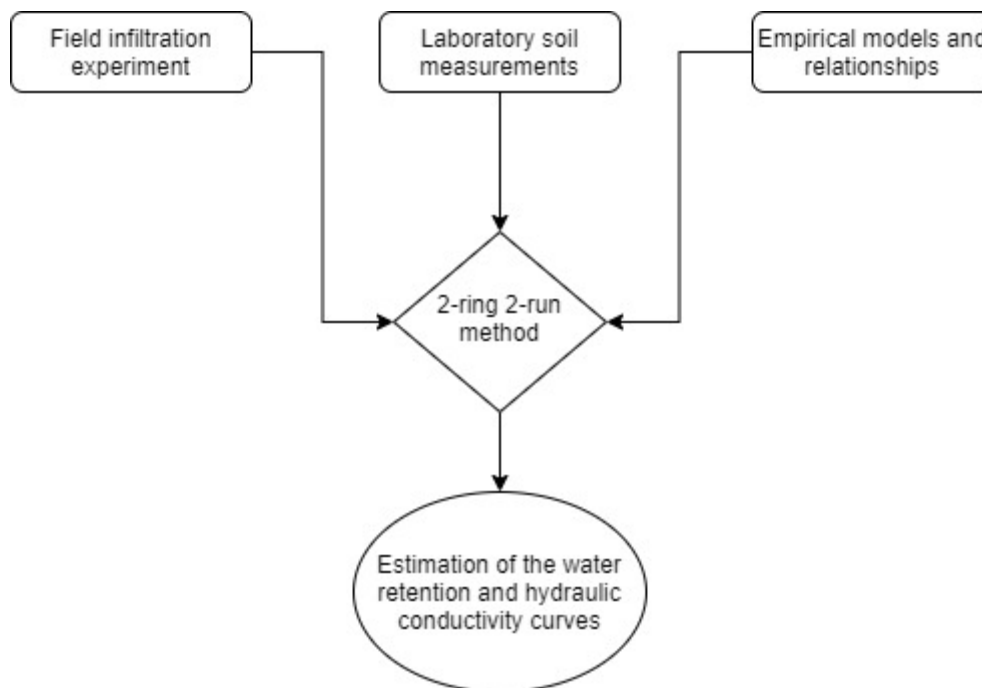 Field infiltration
experiment
Laboratory soil
measurements
Empirical models and
relationships
2-ring 2-run
method
Estimation of the water
retention and hydraulic
conductivity curves